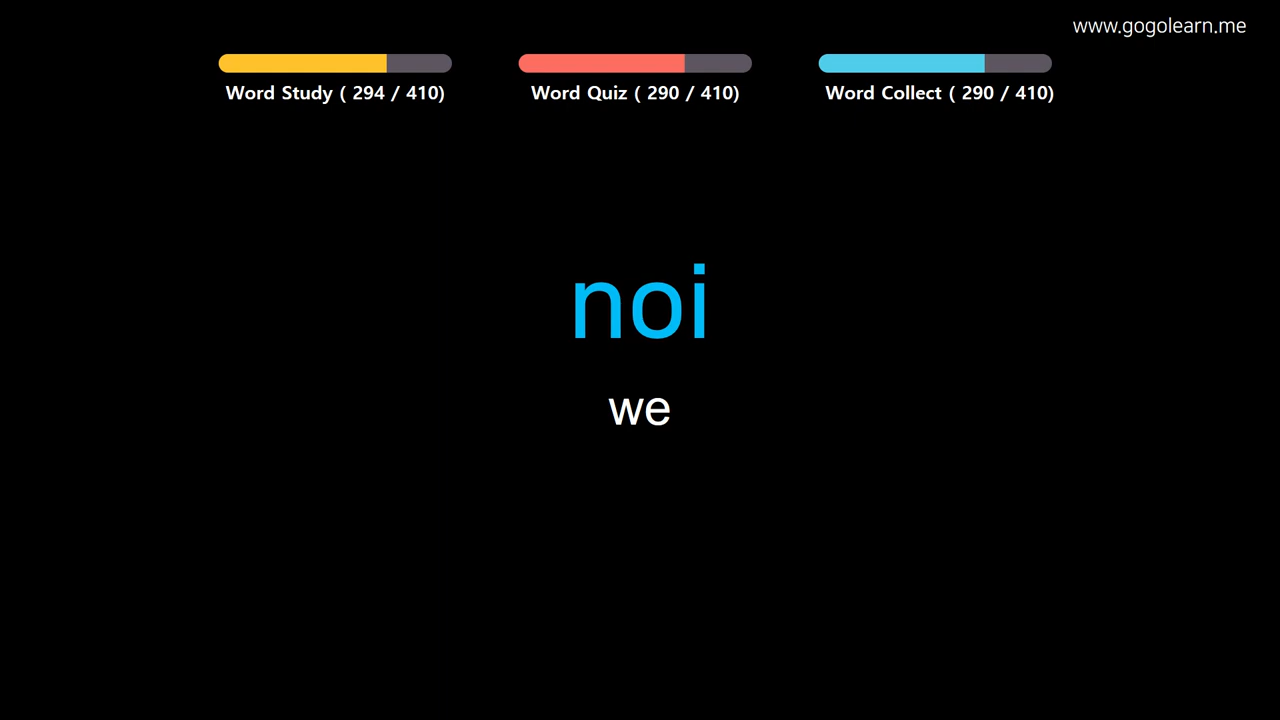 www.gogolearn.me
Word Study ( 294 / 410)
Word Quiz ( 290 / 410)
Word Collect ( 290 / 410)
noi
we